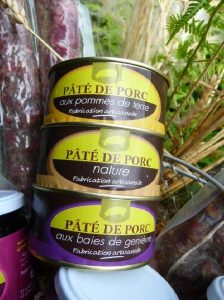 PÂTÉ DE PORC
aux pommes de terre
Fabrication artisanale
PÂTÉ DE PORC
nature
Fabrication artisanale
PÂTÉ DE PORC
aux baies de genièvre
Fabrication artisanale